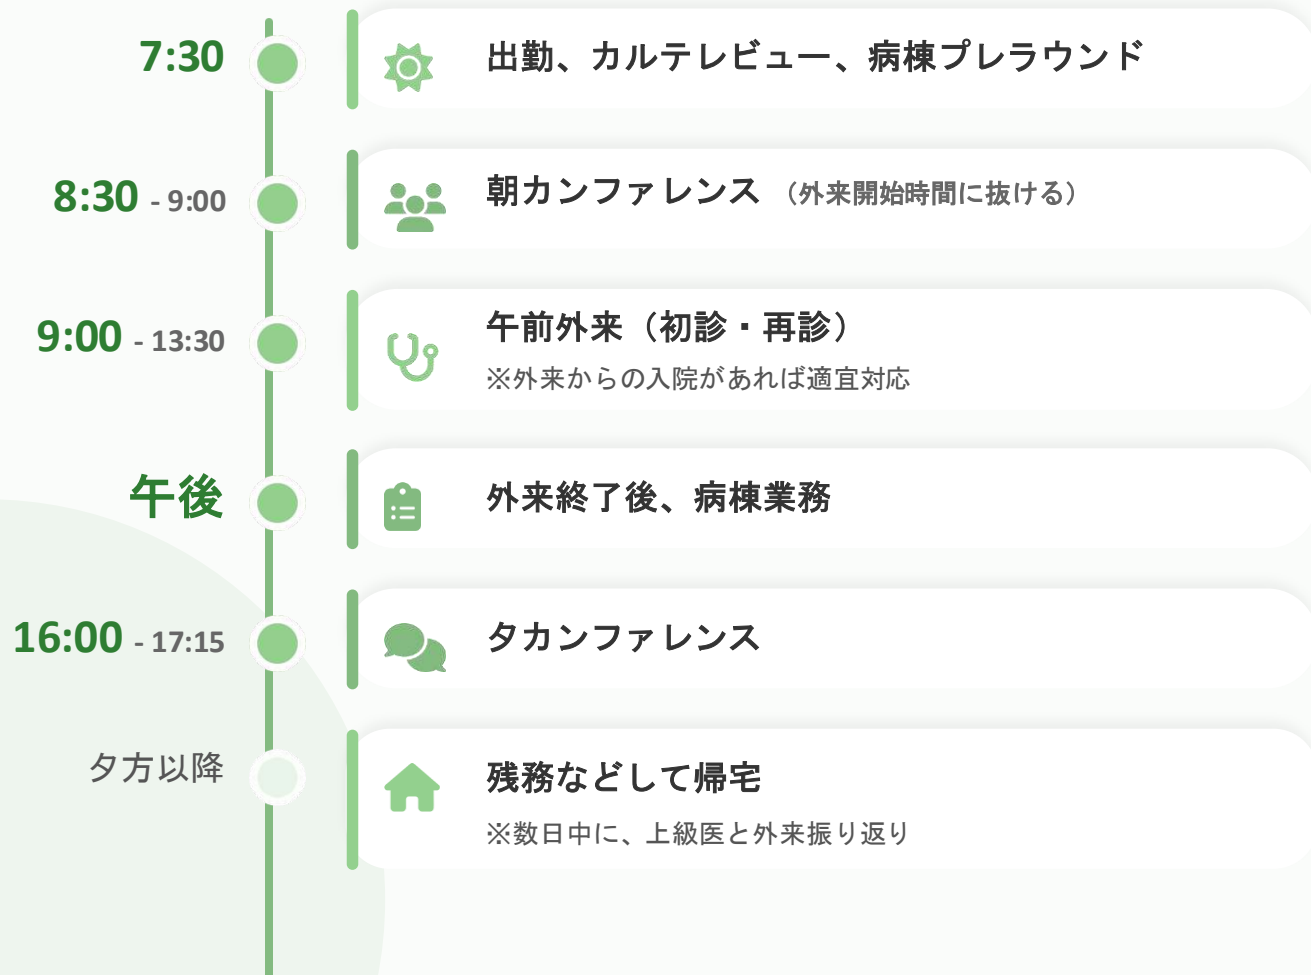 7:30
出勤、カルテレビュー、病棟プレラウンド
8:30 - 9:00
朝カンファレンス （外来開始時間に抜ける）
9:00 - 13:30
午前外来（初診・再診）
※外来からの入院があれば適宜対応
午後
外来終了後、病棟業務
16:00 - 17:15
夕カンファレンス
夕方以降
残務などして帰宅
※数日中に、上級医と外来振り返り